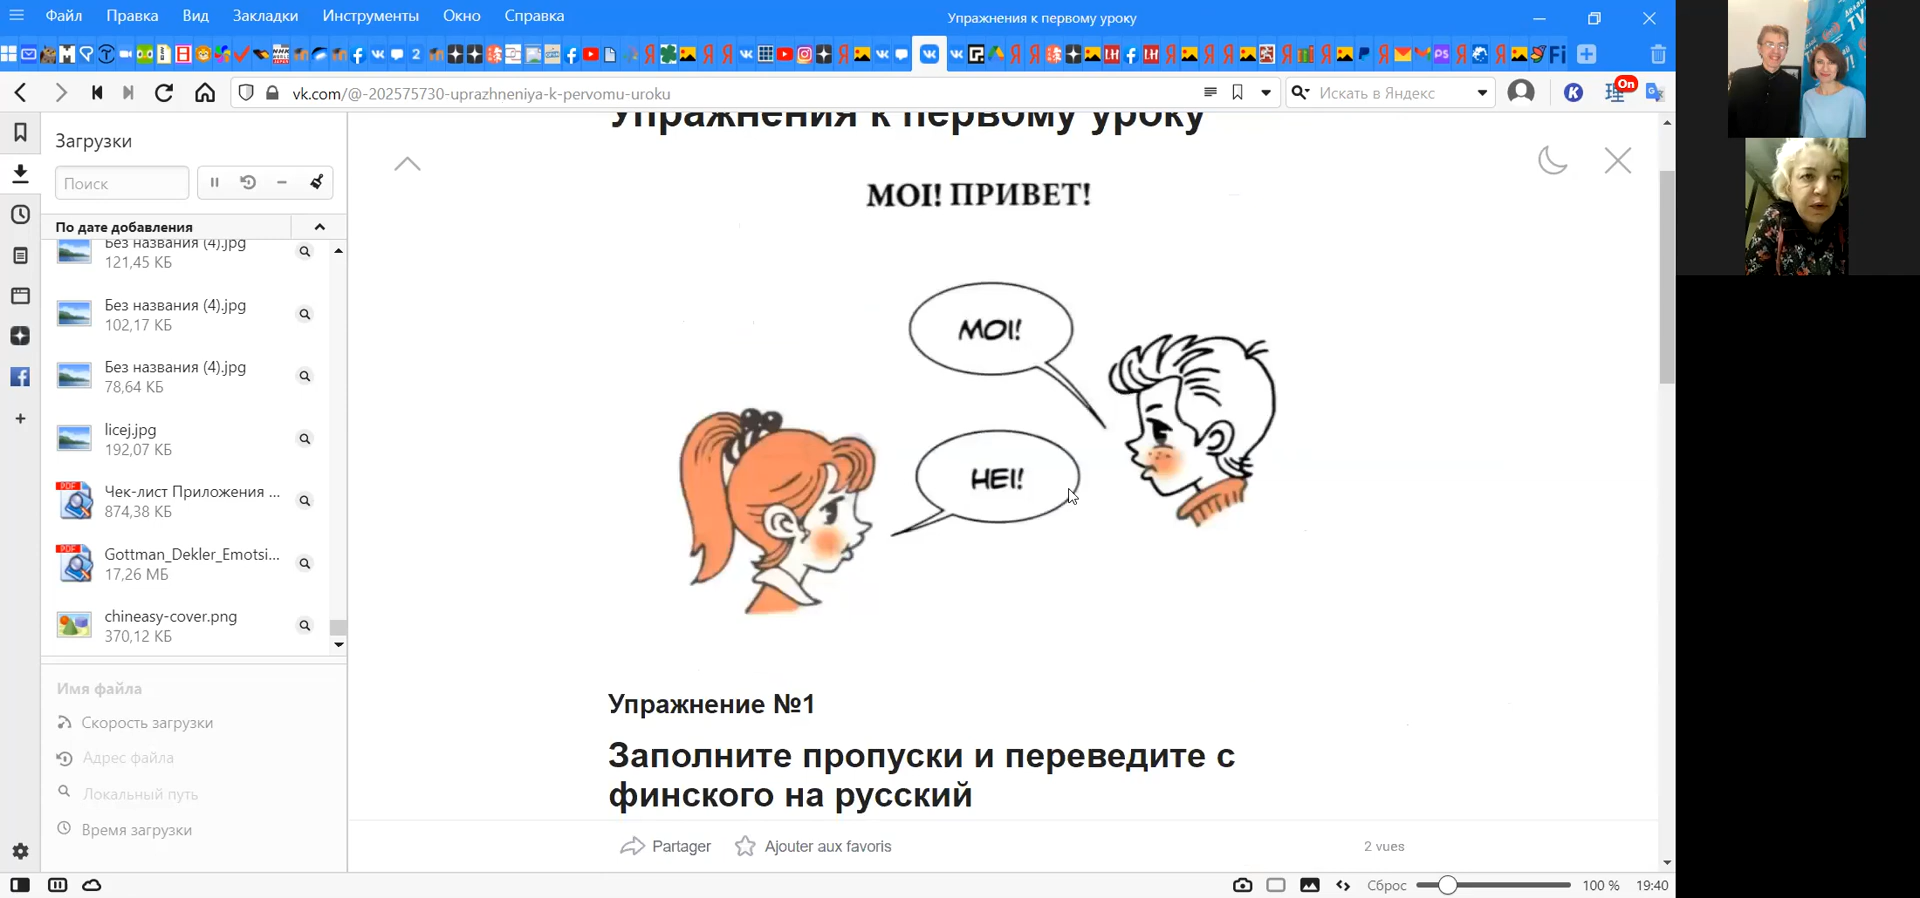 Файл Правка Вид Закладки Инструменты Окно Справка
Упражнения к первому уроку
vk.com/@-202575730-uprazhneniya-k-pervomu-uroku
Искать в Яндекс
On
Загрузки
Поиск
По дате добавления
Без названия (4).jpg
121,45 КБ
Без названия (4).jpg
102,17 КБ
Без названия (4).jpg
78,64 КБ
licej.jpg
192,07 КБ
Чек-лист Приложения ...
874,38 КБ
Gottman_Dekler_Emotsi...
17,26 МБ
chineasy-cover.png
370,12 КБ
Имя файла
Скорость загрузки
Адрес файла
Локальный путь
Время загрузки
Упражнения к первому уроку
MOI! ПРИВЕТ!
MOI!
HEI!
Упражнение №1
Заполните пропуски и переведите с
финского на русский
Partager
Ajouter aux favoris
2 vues
Сброс
100 %
19:40